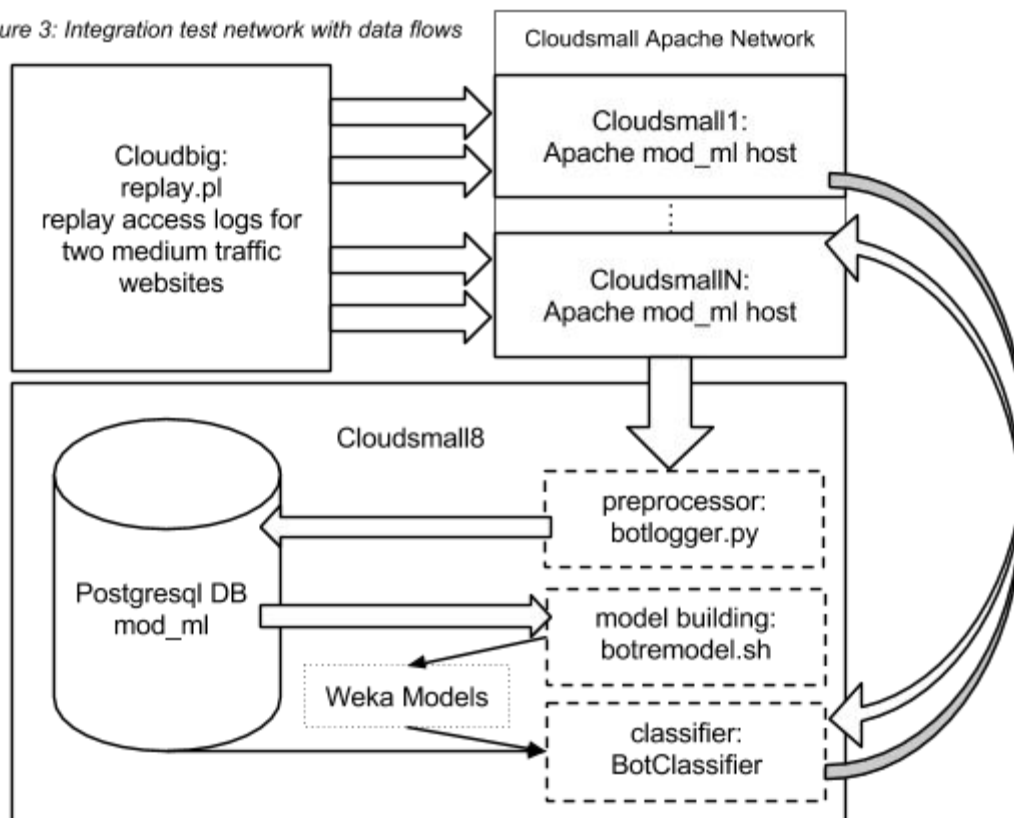 ure 3: Integration test network with data flows
Cloudsmall Apache Network
Cloudbig:
replay.pl
replay access logs for
two medium traffic
websites
Cloudsmall1:
Apache mod_ml host
CloudsmallN:
Apache mod_ml host
Cloudsmall8
preprocessor:
botlogger.py
Postgresql DB
mod_ml
model building:
botremodel.sh
Weka Models
classifier:
BotClassifier